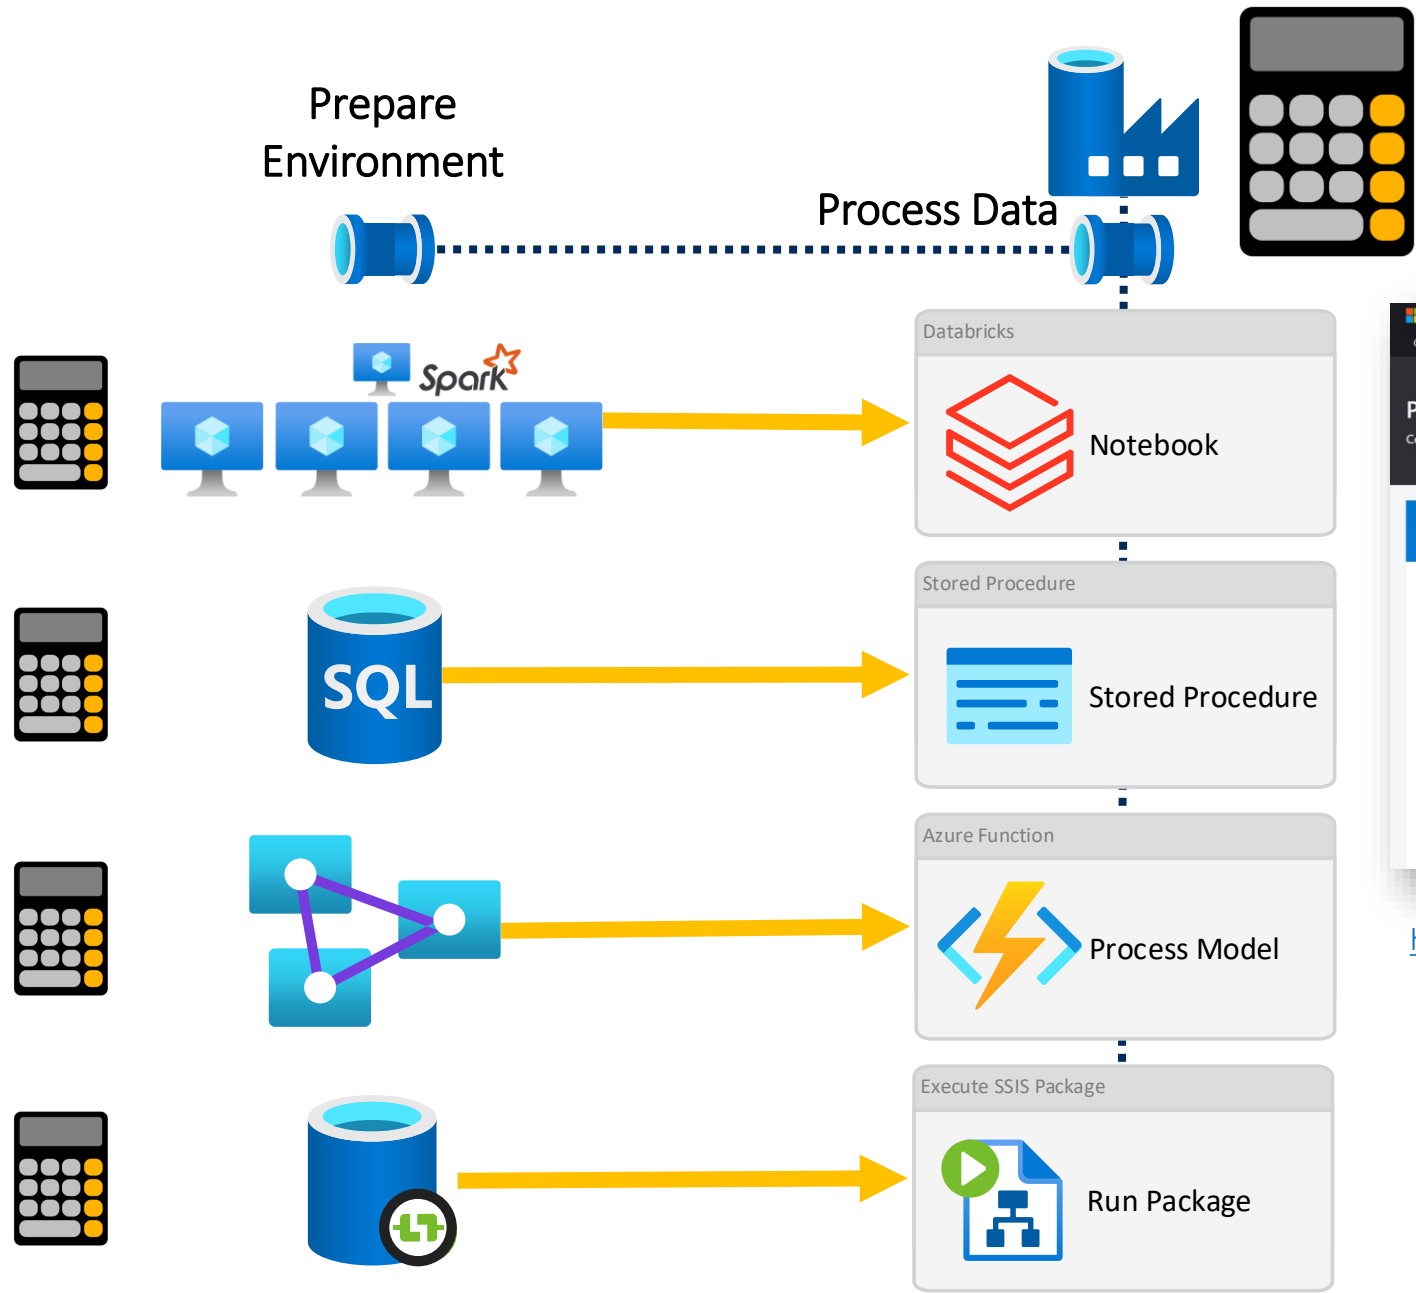 Prepare
Environment
Process Data
Databricks
Spark
Notebook
Stored Procedure
SQL
Stored Procedure
Azure Function
Process Model
Execute SSIS Package
Run Package